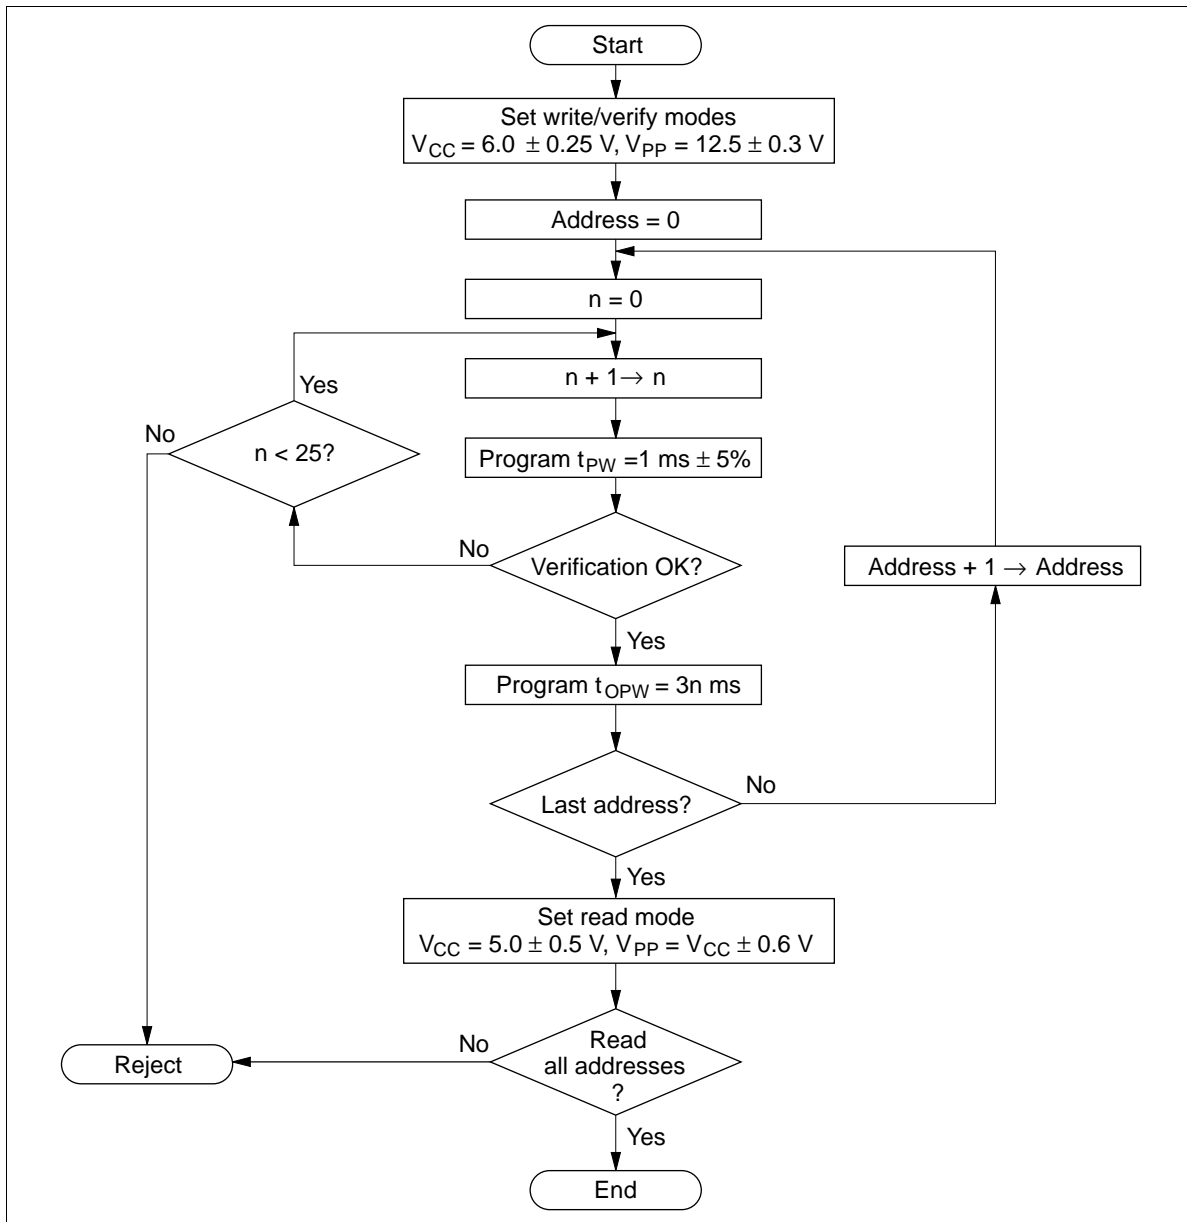 Start
Set write/verify modes
VCC = 6.0 ± 0.25 V, VPP = 12.5 ± 0.3 V
Address = 0
n = 0
n + 1 → n
Yes
No
n < 25?
Program tPW =1 ms ± 5%
No
Verification OK?
Address + 1 → Address
Yes
Program tOPW = 3n ms
Last address?
No
Yes
Set read mode
VCC = 5.0 ± 0.5 V, VPP = VCC ± 0.6 V
No
Read
all addresses
?
Reject
Yes
End